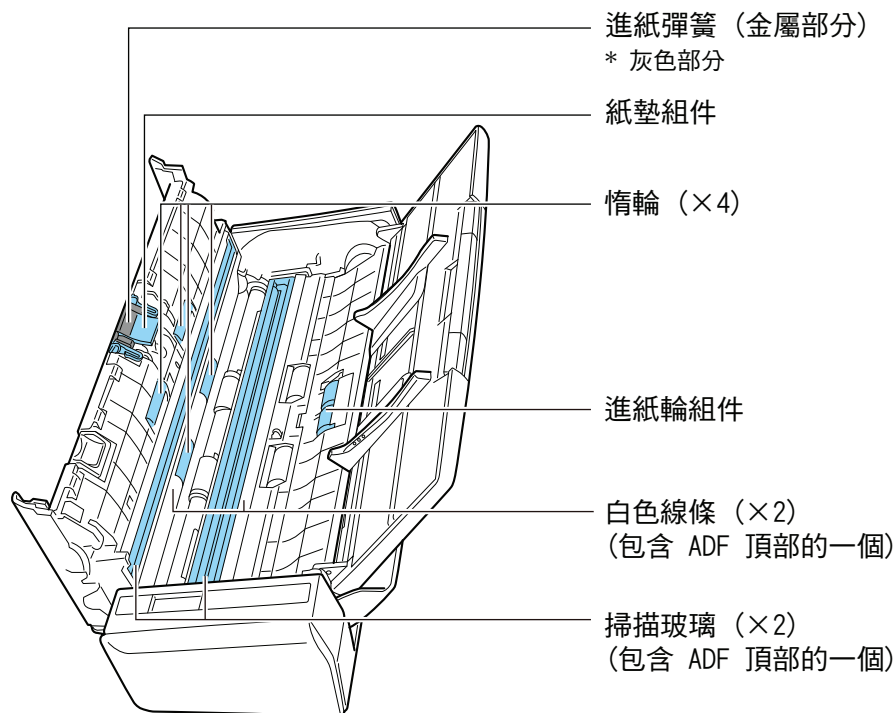 進紙彈簧 (金屬部分)
* 灰色部分
紙墊組件
惰輪 (×4)
進紙輪組件
白色線條 (×2)
(包含 ADF 頂部的一個)
掃描玻璃 (×2)
(包含 ADF 頂部的一個)